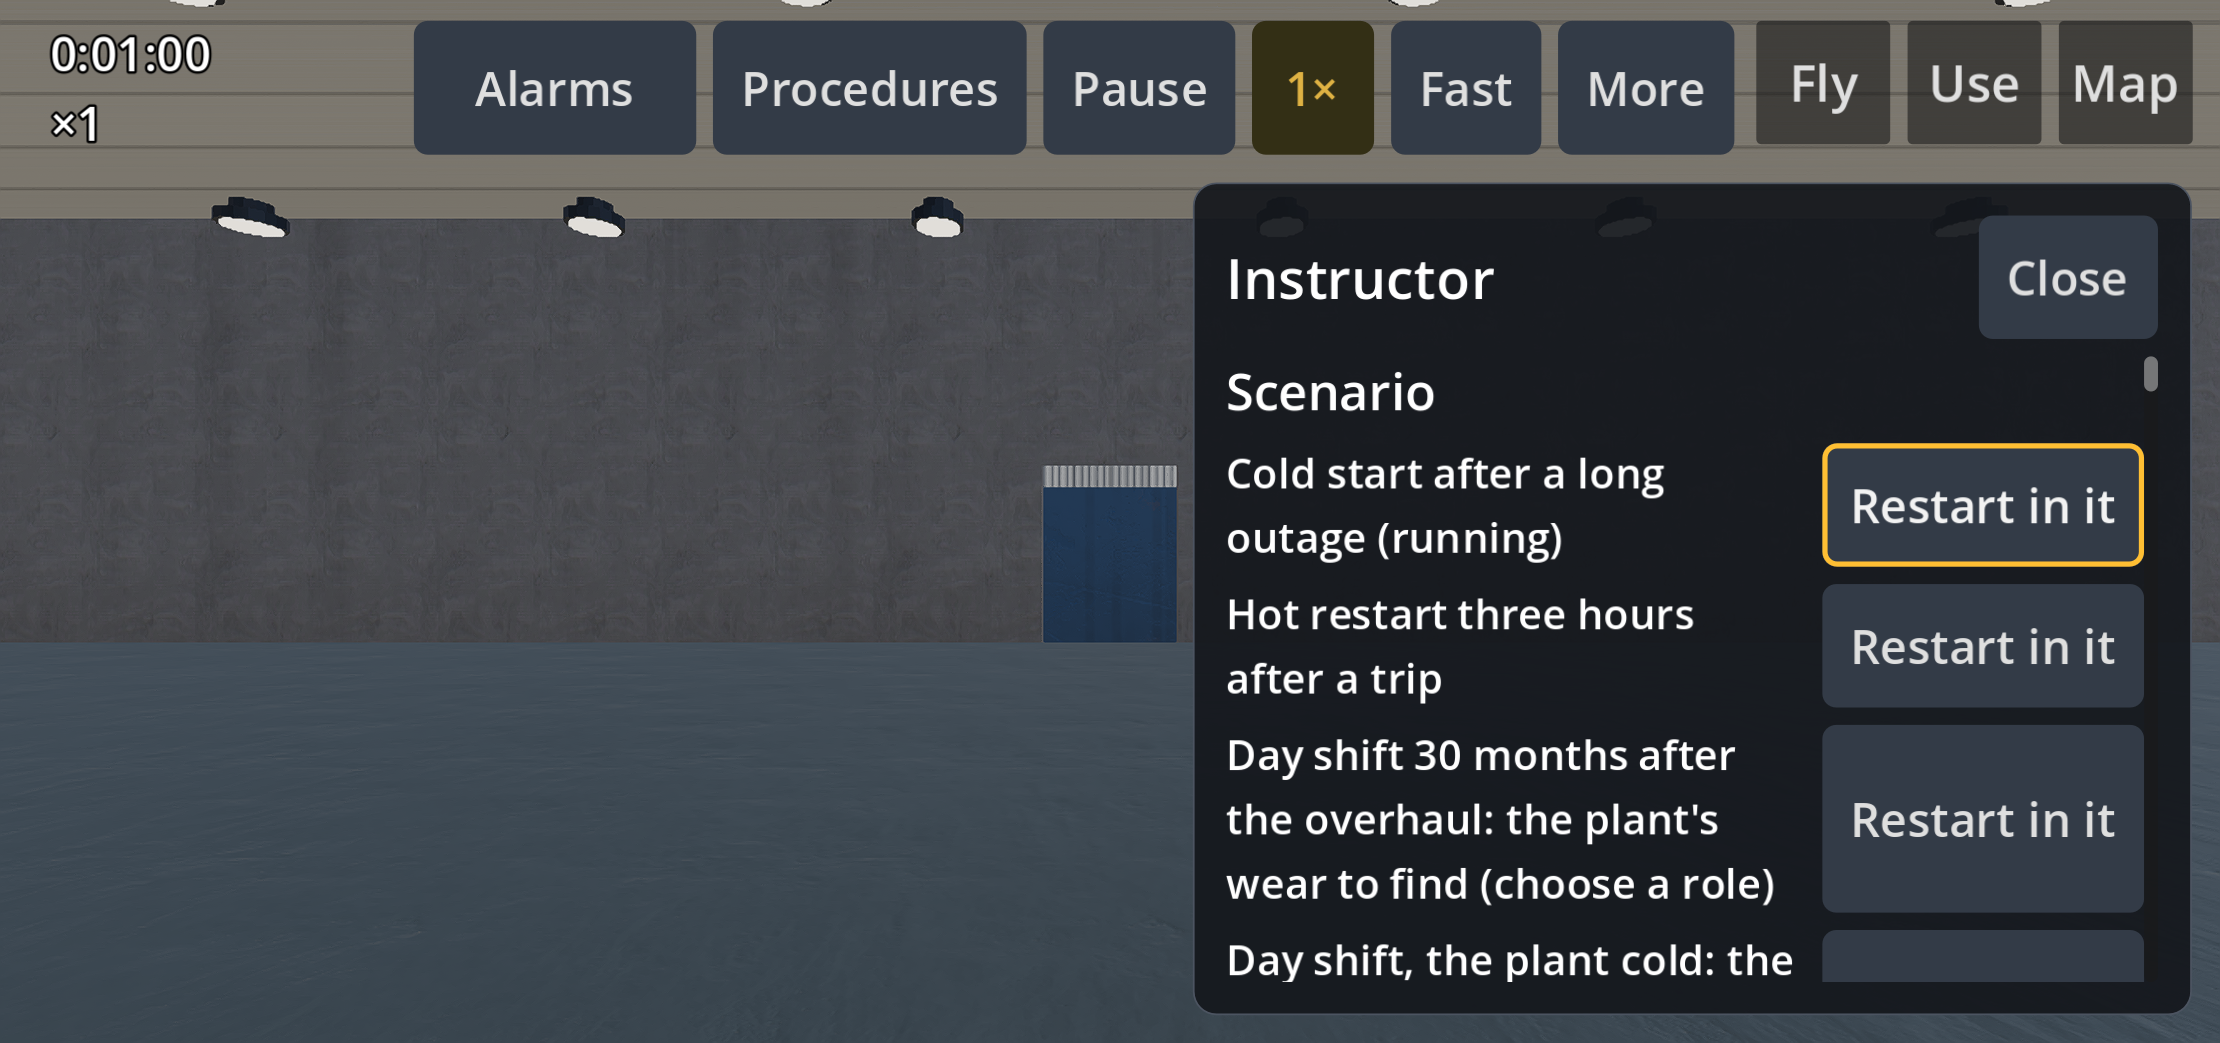 0:01:00
×1
Alarms
Procedures
Pause
1×
Fast
More
Fly
Use
Map
Instructor
Close
Scenario
Cold start after a long
outage (running)
Restart in it
Hot restart three hours
after a trip
Restart in it
Day shift 30 months after
the overhaul: the plant's
wear to find (choose a role)
Restart in it
Day shift, the plant cold: the